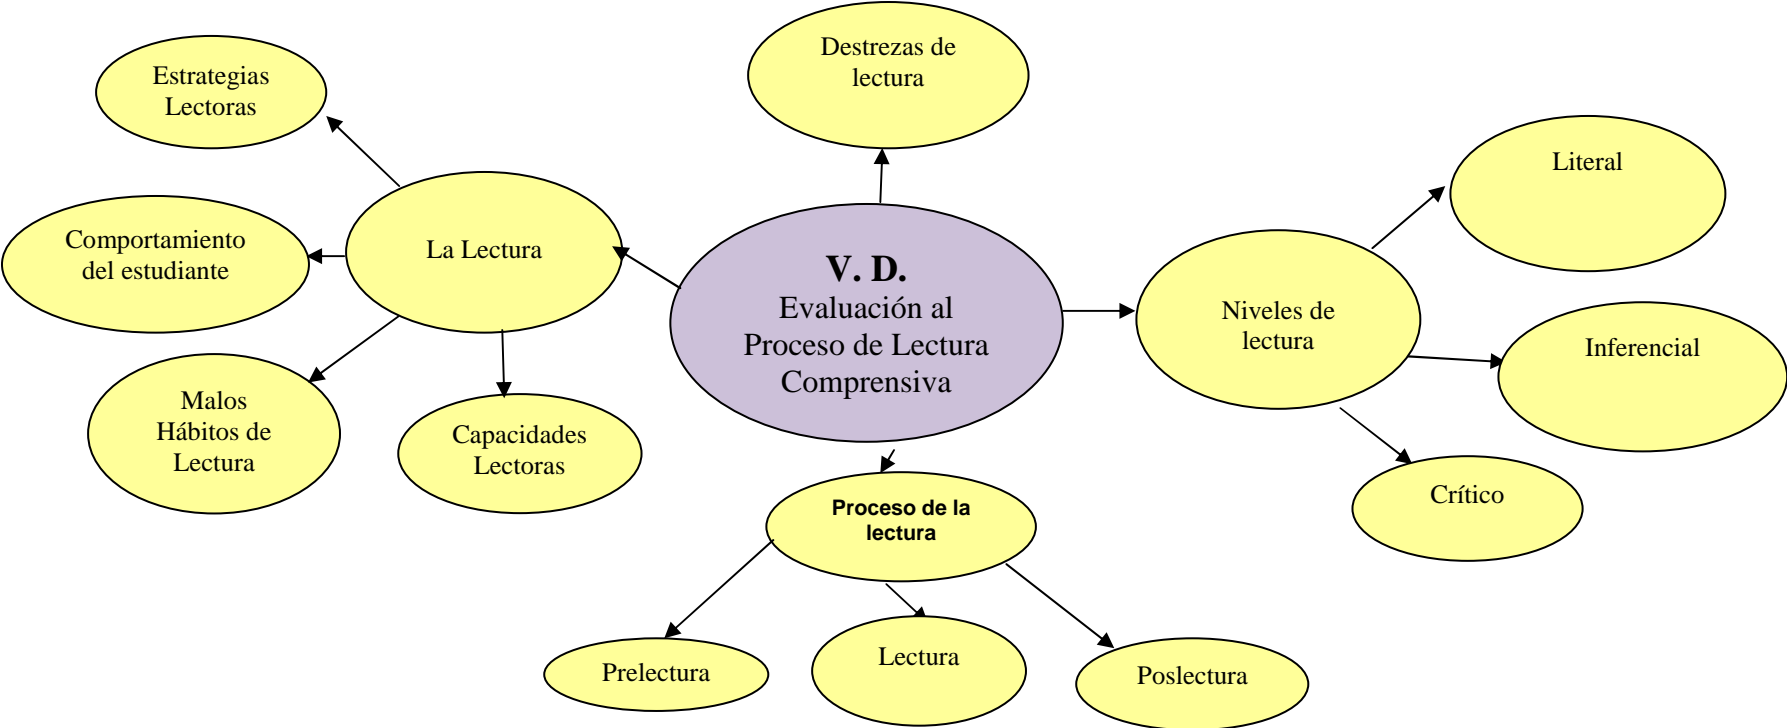 Destrezas de
lectura
Estrategias
Lectoras
Literal
Comportamiento
del estudiante
La Lectura
V. D.
Evaluación al
Proceso de Lectura
Comprensiva
Niveles de
lectura
Inferencial
Malos
Hábitos de
Lectura
Capacidades
Lectoras
Crítico
Proceso de la
lectura
Prelectura
Lectura
Poslectura